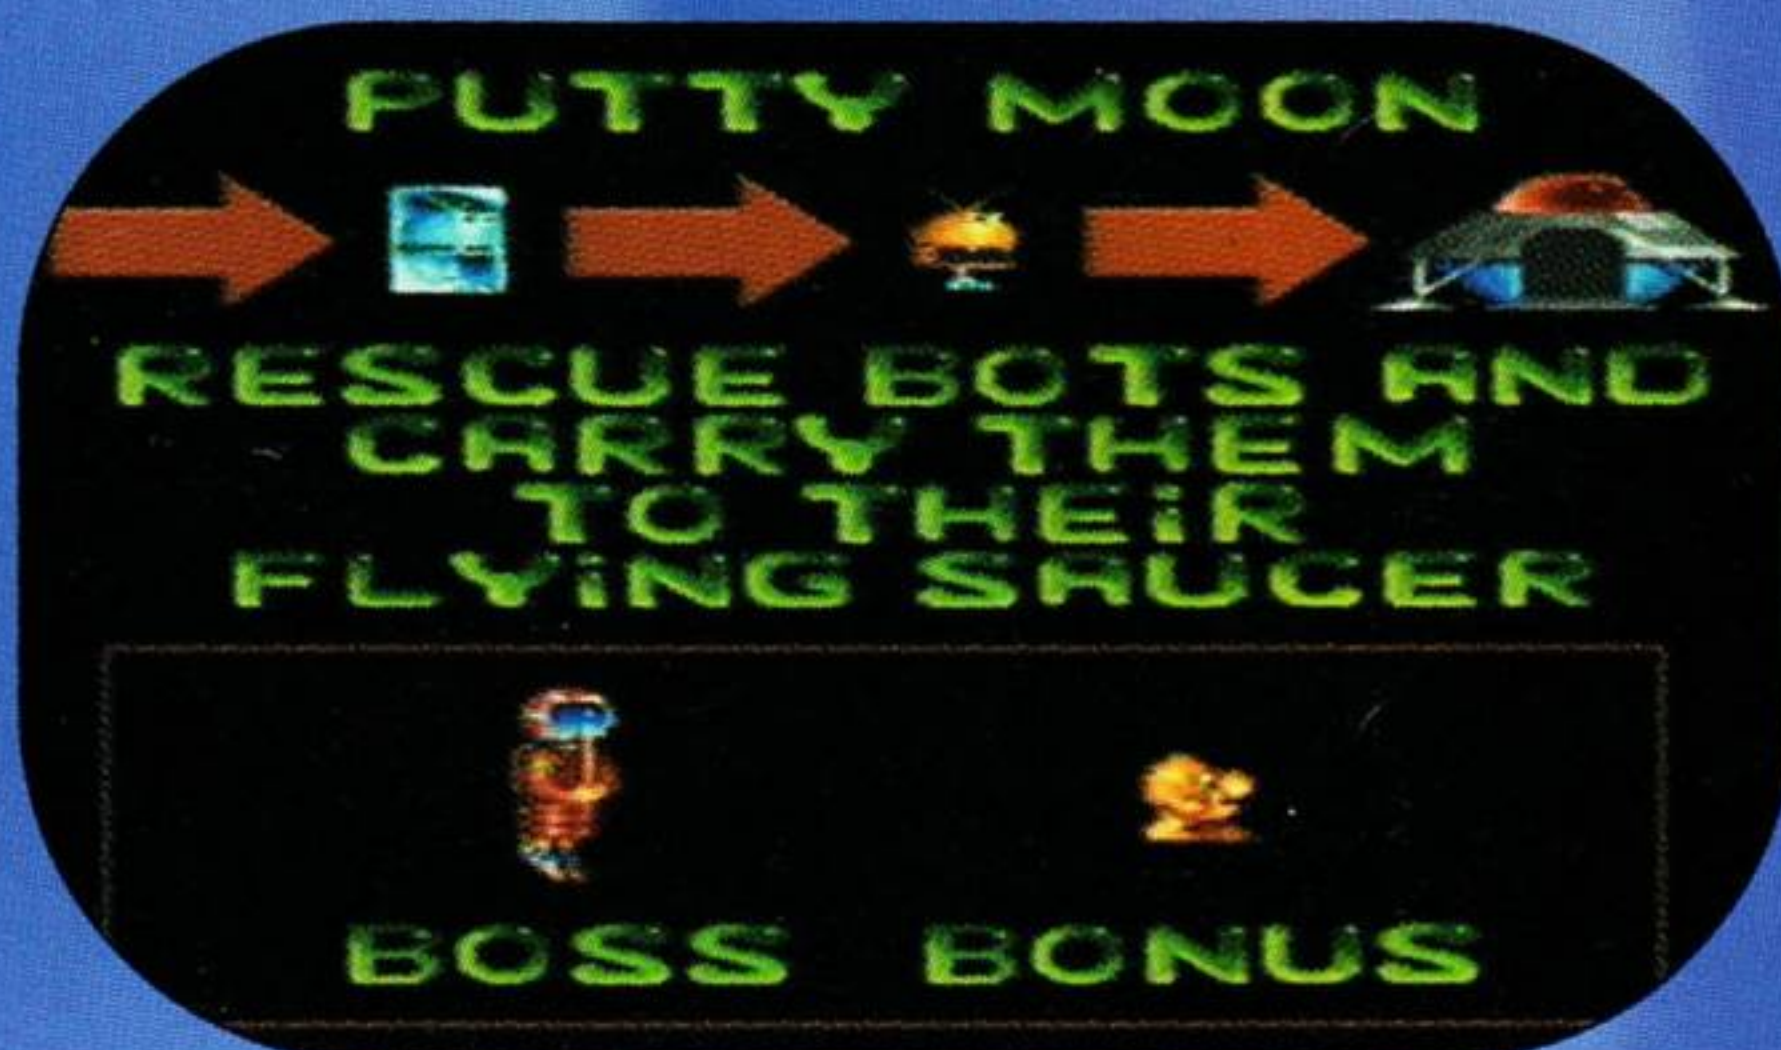 PUTTY MOON
RESCUE BOTS AND
CARRY THEM
TO THEiR
FLYiNG SAUCER
BOSS BONUS